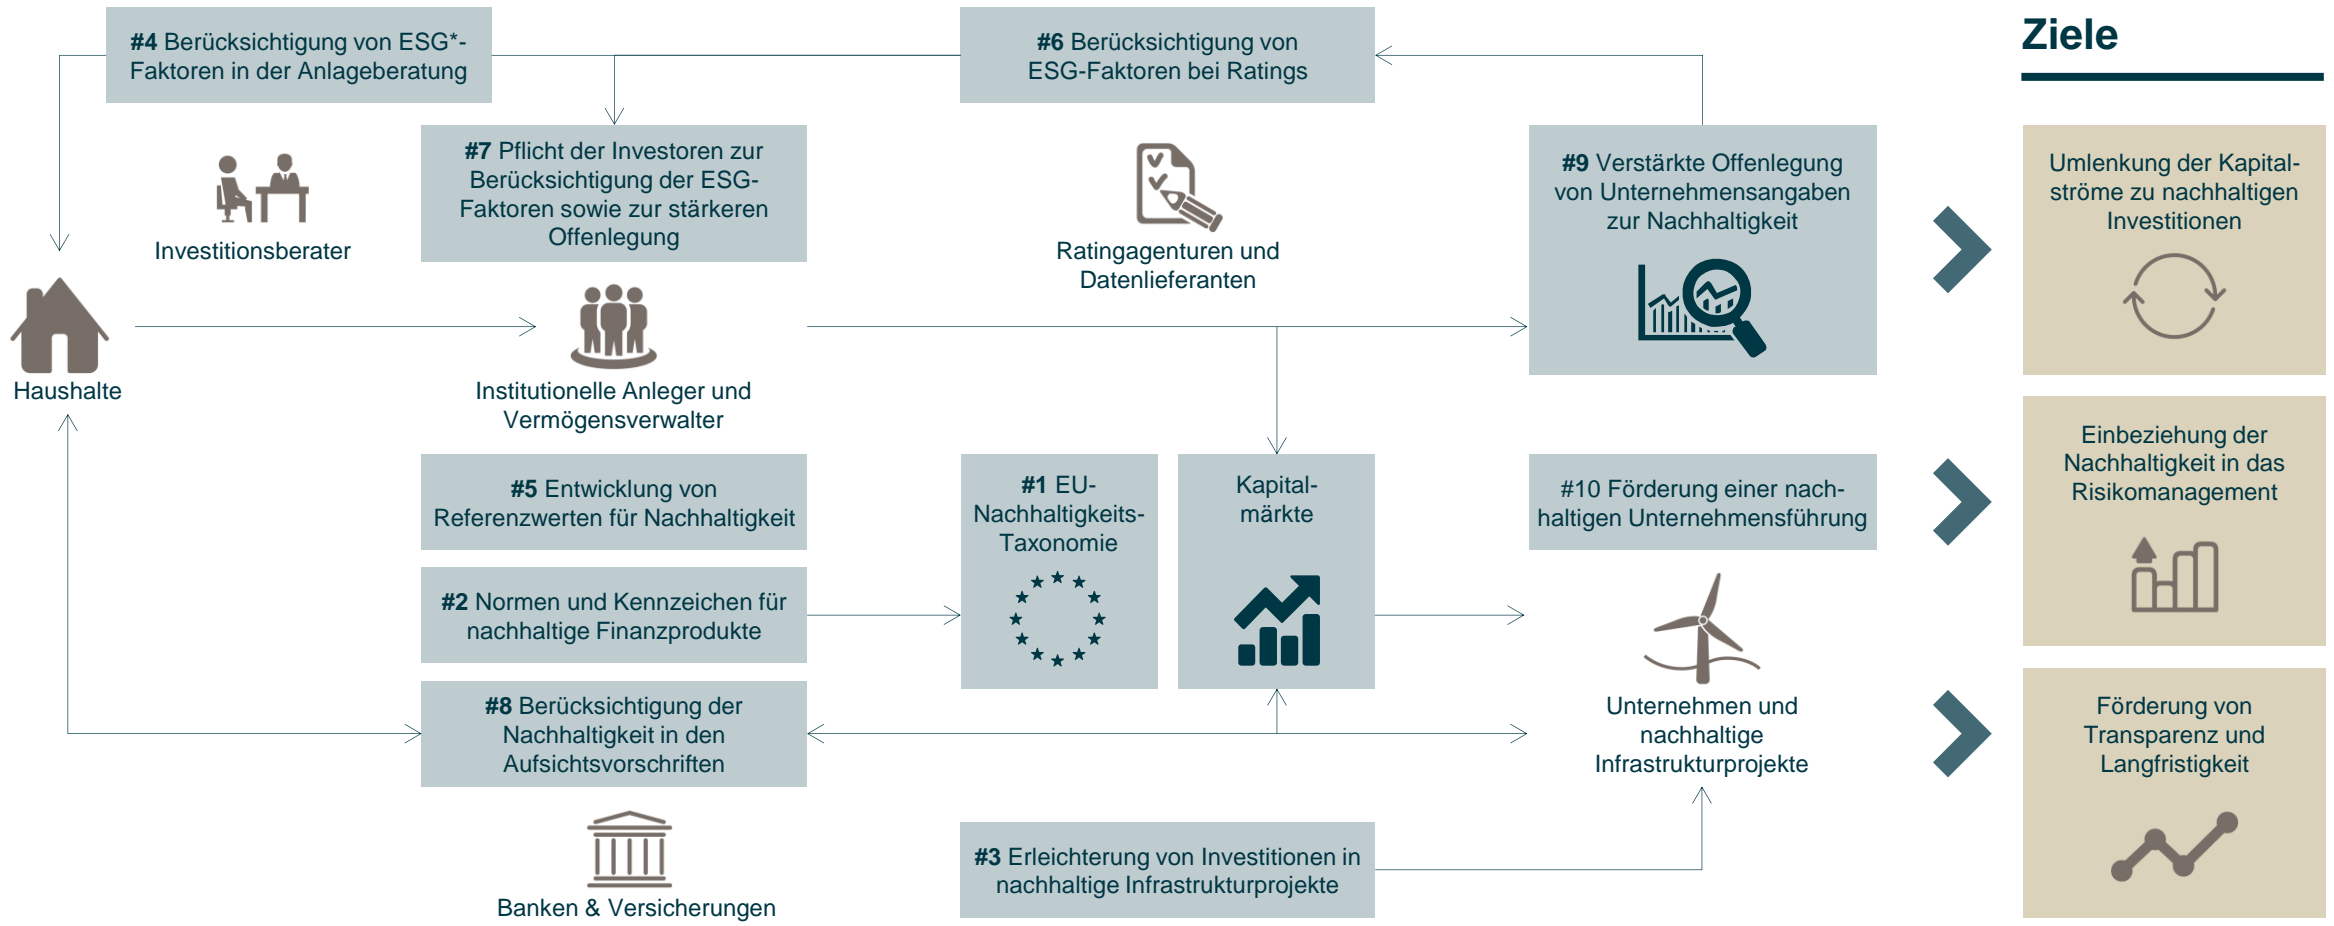 #4 Berücksichtigung von ESG*-
Faktoren in der Anlageberatung
#6 Berücksichtigung von
ESG-Faktoren bei Ratings
Ziele
#7 Pflicht der Investoren zur
Berücksichtigung der ESG-
Faktoren sowie zur stärkeren
Offenlegung
#9 Verstärkte Offenlegung
von Unternehmensangaben
zur Nachhaltigkeit
Umlenkung der Kapital-
ströme zu nachhaltigen
Investitionen
Investitionsberater
Ratingagenturen und
Datenlieferanten
Haushalte
Institutionelle Anleger und
Vermögensverwalter
#5 Entwicklung von
Referenzwerten für Nachhaltigkeit
#1 EU-
Nachhaltigkeits-
Taxonomie
Kapital-
märkte
#10 Förderung einer nach-
haltigen Unternehmensführung
Einbeziehung der
Nachhaltigkeit in das
Risikomanagement
#2 Normen und Kennzeichen für
nachhaltige Finanzprodukte
#8 Berücksichtigung der
Nachhaltigkeit in den
Aufsichtsvorschriften
Unternehmen und
nachhaltige
Infrastrukturprojekte
Förderung von
Transparenz und
Langfristigkeit
Banken & Versicherungen
#3 Erleichterung von Investitionen in
nachhaltige Infrastrukturprojekte